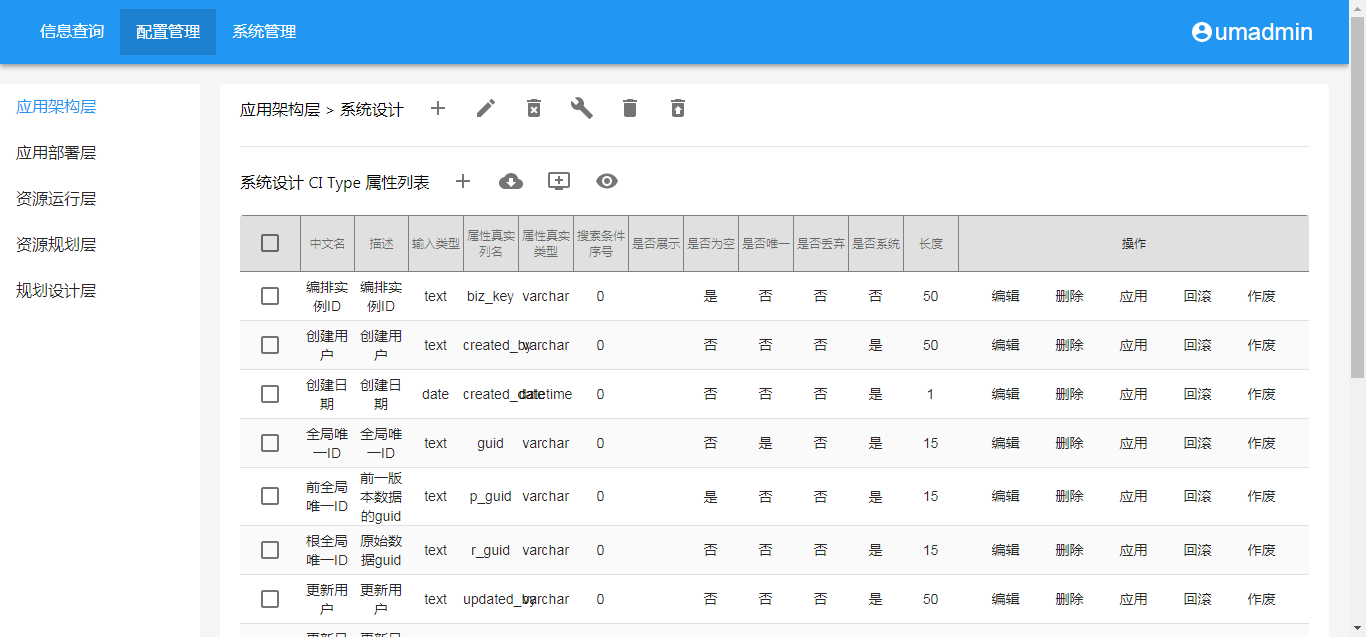 信息查询 配置管理 系统管理 umadmin
应用架构层
应用部署层
资源运行层
资源规划层
规划设计层
应用架构层 > 系统设计
系统设计 CI Type 属性列表
中文名 描述 输入类型 属性真实列名 属性真实类型 搜索条件序号 是否展示 是否为空 是否唯一 是否丢弃 是否系统 长度 操作
编排实例ID 编排实例ID text biz_key varchar 0 是 否 否 否 50 编辑 删除 应用 回滚 作废
创建用户 创建用户 text created_by varchar 0 否 否 否 是 50 编辑 删除 应用 回滚 作废
创建日期 创建日期 date created_date datetime 0 否 否 否 是 1 编辑 删除 应用 回滚 作废
全局唯一ID 全局唯一ID text guid varchar 0 否 是 否 是 15 编辑 删除 应用 回滚 作废
前全局唯一ID 前一版本数据的guid text p_guid varchar 0 是 否 否 是 15 编辑 删除 应用 回滚 作废
根全局唯一ID 原始数据guid text r_guid varchar 0 否 否 否 是 15 编辑 删除 应用 回滚 作废
更新用户 更新用户 text updated_by varchar 0 否 否 否 是 50 编辑 删除 应用 回滚 作废